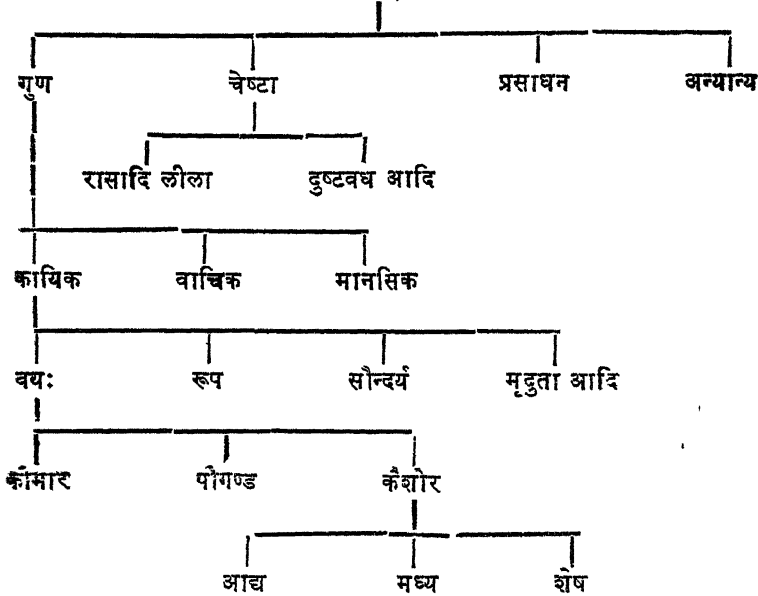 गुण चेष्टा प्रसाधन अन्यान्य
रासादि लीला दुष्टवध आदि
कायिक वाचिक मानसिक
वयः रूप सौन्दर्य मृदुता आदि
कौमार पौगण्ड कैशोर
आद्य मध्य शेष